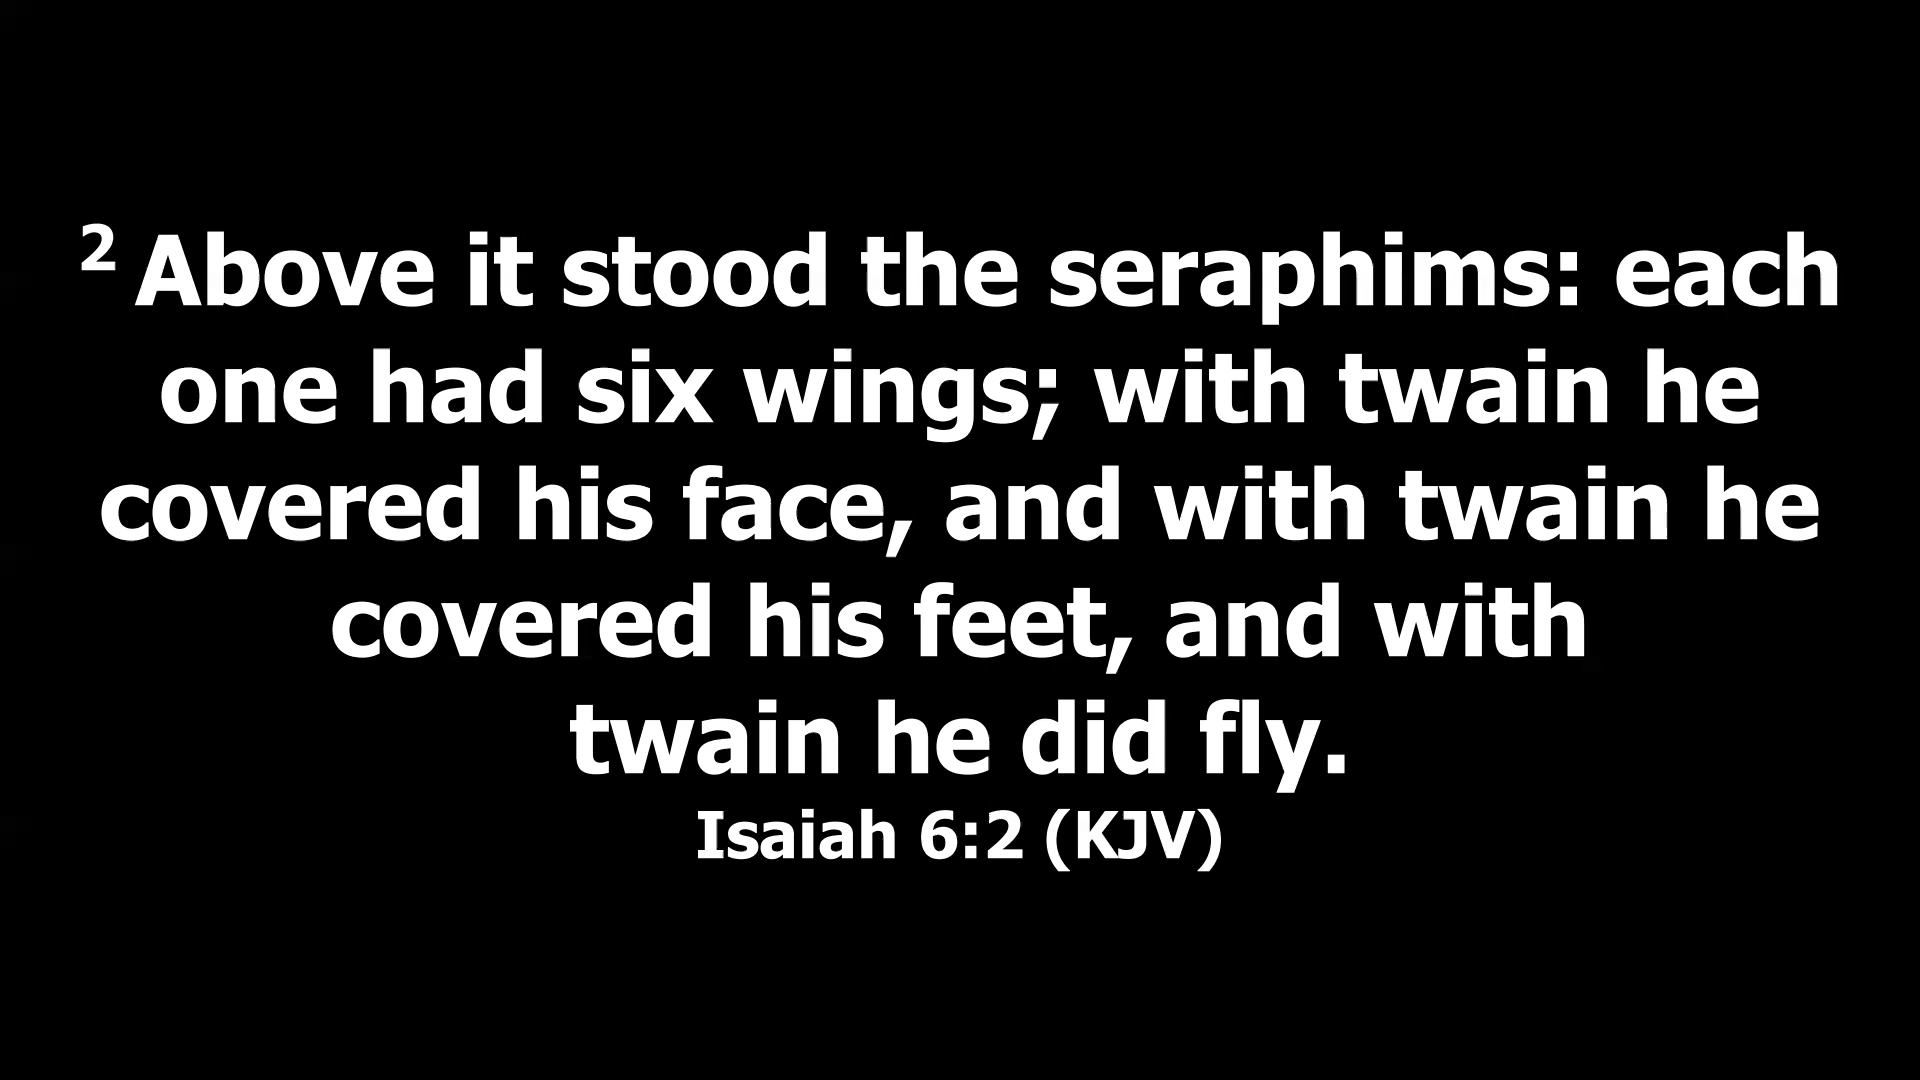 2 Above it stood the seraphims: each
one had six wings; with twain he
covered his face, and with twain he
covered his feet, and with
twain he did fly.
Isaiah 6:2 (KJV)